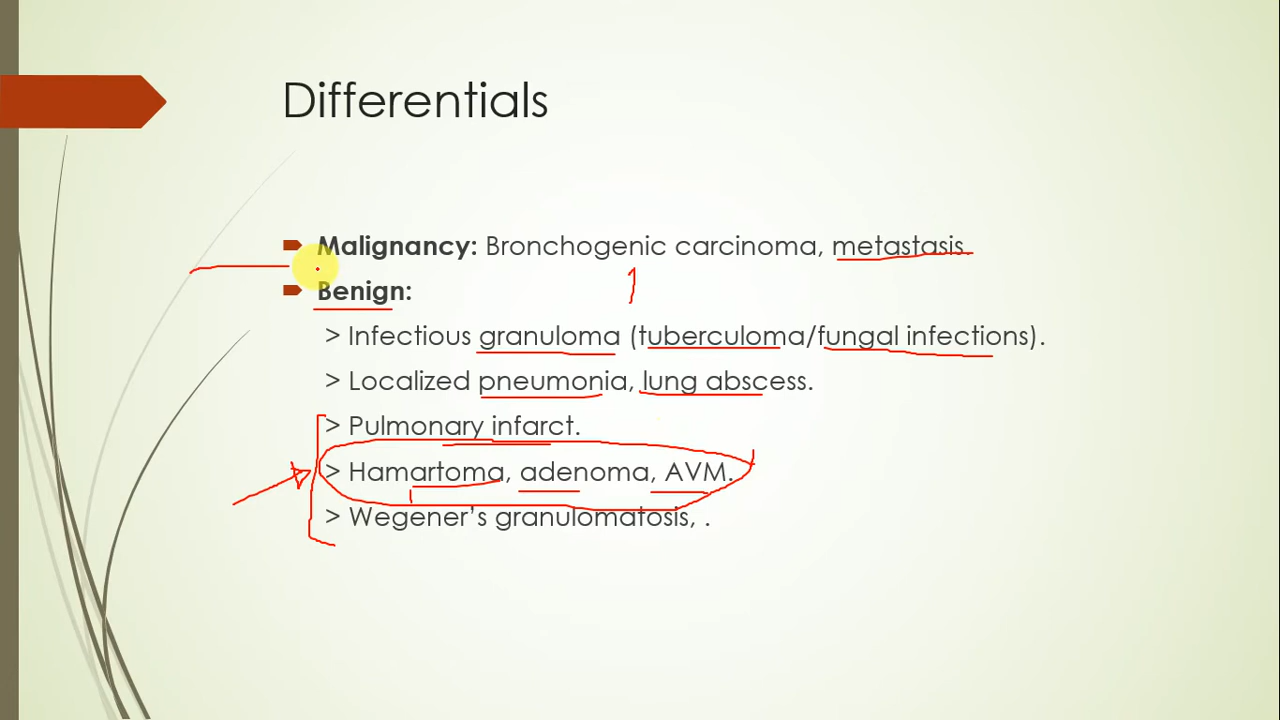 Differentials
Malignancy: Bronchogenic carcinoma, metastasis.
Benign:
> Infectious granuloma (tuberculoma/fungal infections).
> Localized pneumonia, lung abscess.
> Pulmonary infarct.
> Hamartoma, adenoma, AVM.
> Wegener’s granulomatosis, .